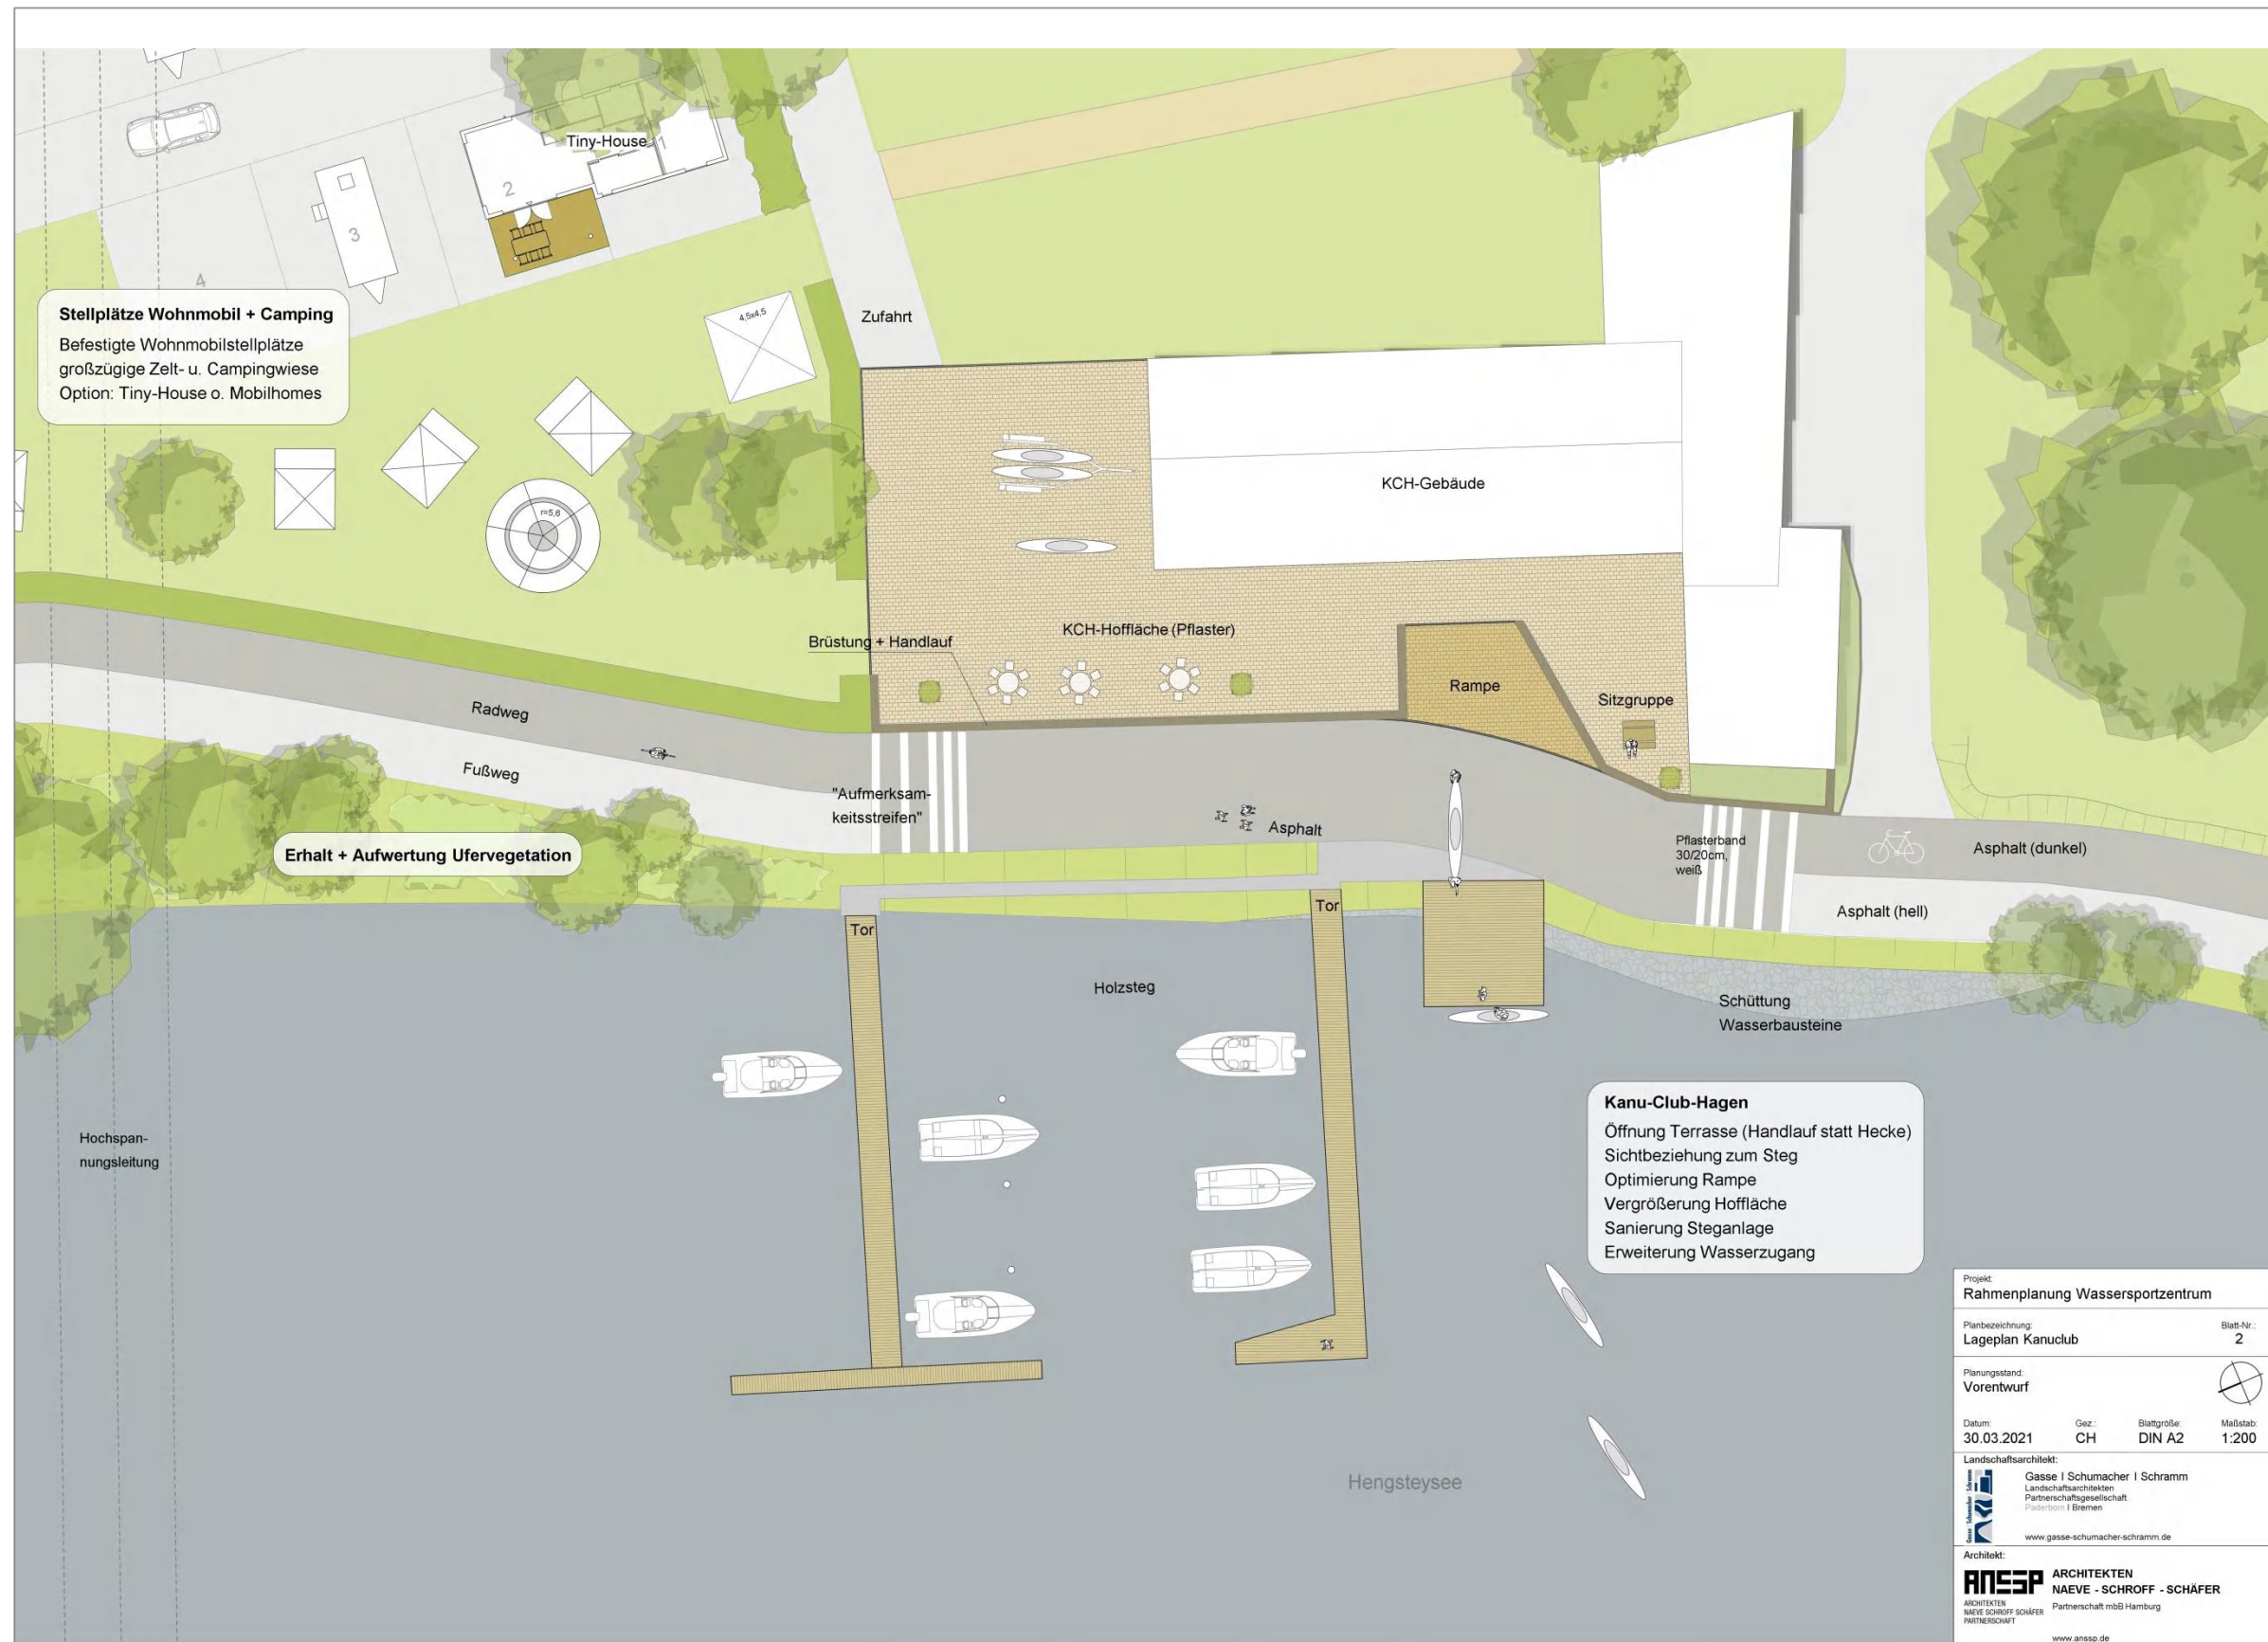 Tiny-House
1
2
3
4
4,5x4,5
Stellplätze Wohnmobil + Camping
Befestigte Wohnmobilstellplätze
großzügige Zelt- u. Campingwiese
Option: Tiny-House o. Mobilhomes
Zufahrt
r=5,6
KCH-Gebäude
KCH-Hoffläche (Pflaster)
Brüstung + Handlauf
Rampe
Sitzgruppe
Radweg
Fußweg
"Aufmerksam-
keitsstreifen"
Asphalt
Pflasterband
30/20cm,
weiß
Asphalt (dunkel)
Asphalt (hell)
Erhalt + Aufwertung Ufervegetation
Tor
Tor
Holzsteg
Schüttung
Wasserbausteine
Hochspan-
nungsleitung
Kanu-Club-Hagen
Öffnung Terrasse (Handlauf statt Hecke)
Sichtbeziehung zum Steg
Optimierung Rampe
Vergrößerung Hoffläche
Sanierung Steganlage
Erweiterung Wasserzugang
Hengsteysee
Projekt:
Rahmenplanung Wassersportzentrum
Planbezeichnung: Blatt-Nr.:
Lageplan Kanuclub 2
Planungsstand:
Vorentwurf
Datum: Gez.: Blattgröße: Maßstab:
30.03.2021 CH DIN A2 1:200
Landschaftsarchitekt:
Gasse Schumacher Schramm
Gasse I Schumacher I Schramm
Landschaftsarchitekten
Partnerschaftsgesellschaft
Paderborn I Bremen
www.gasse-schumacher-schramm.de
Architekt:
ANSSP
ARCHITEKTEN
NAEVE SCHROFF SCHÄFER
PARTNERSCHAFT
ARCHITEKTEN
NAEVE - SCHROFF - SCHÄFER
Partnerschaft mbB Hamburg
www.anssp.de